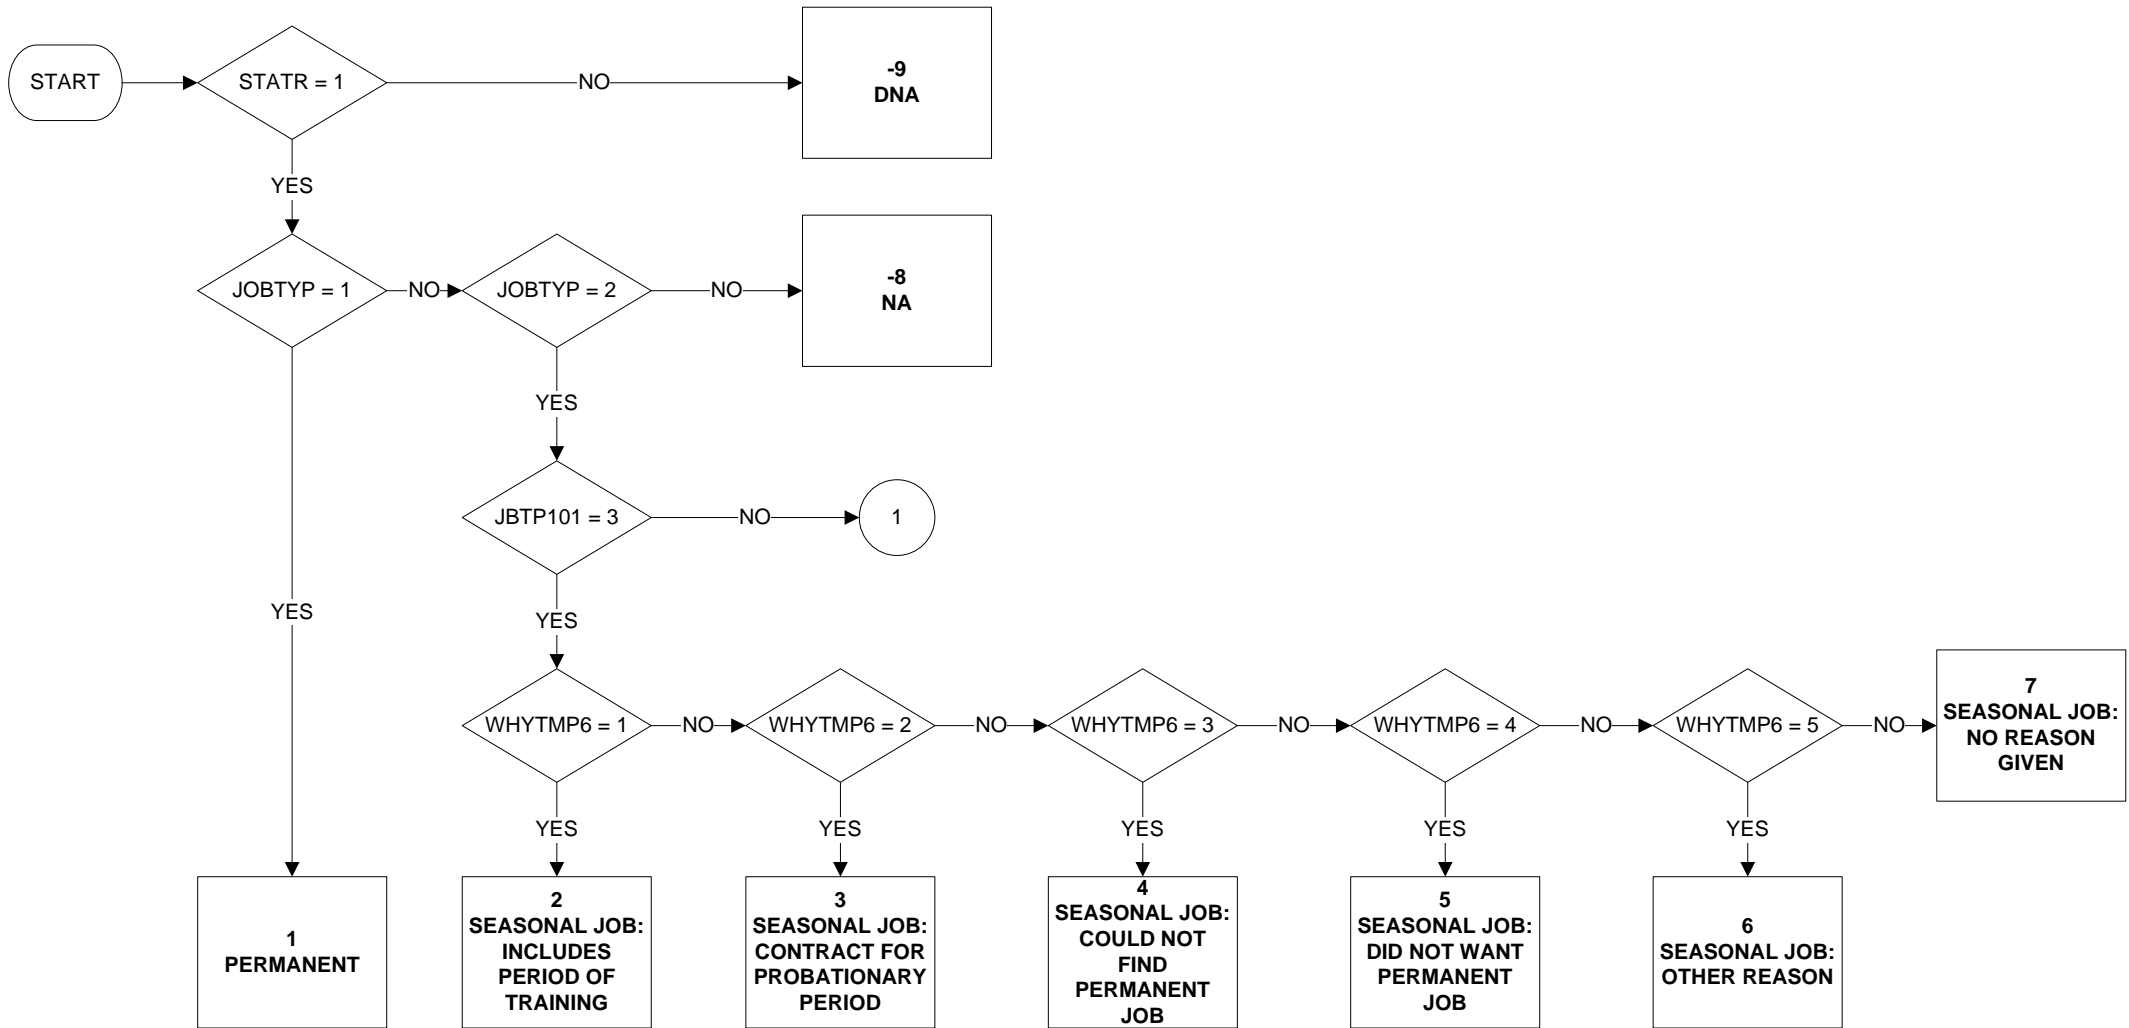 START
STATR = 1
NO
-9
DNA
YES
JOBTYP = 1
NO
JOBTYP = 2
NO
-8
NA
YES
JBTP101 = 3
NO
1
YES
YES
WHYTMP6 = 1
NO
WHYTMP6 = 2
NO
WHYTMP6 = 3
NO
WHYTMP6 = 4
NO
WHYTMP6 = 5
NO
7
SEASONAL JOB:
NO REASON
GIVEN
YES
YES
YES
YES
YES
1
PERMANENT
2
SEASONAL JOB:
INCLUDES
PERIOD OF
TRAINING
3
SEASONAL JOB:
CONTRACT FOR
PROBATIONARY
PERIOD
4
SEASONAL JOB:
COULD NOT
FIND
PERMANENT
JOB
5
SEASONAL JOB:
DID NOT WANT
PERMANENT
JOB
6
SEASONAL JOB:
OTHER REASON